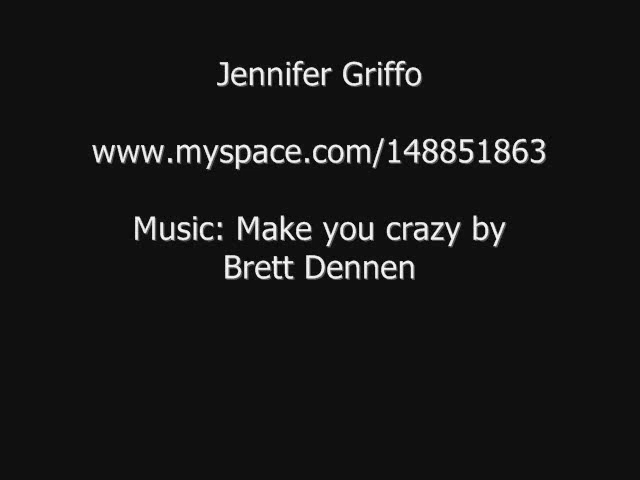 Jennifer Griffo
www.myspace.com/148851863
Music: Make you crazy by
Brett Dennen